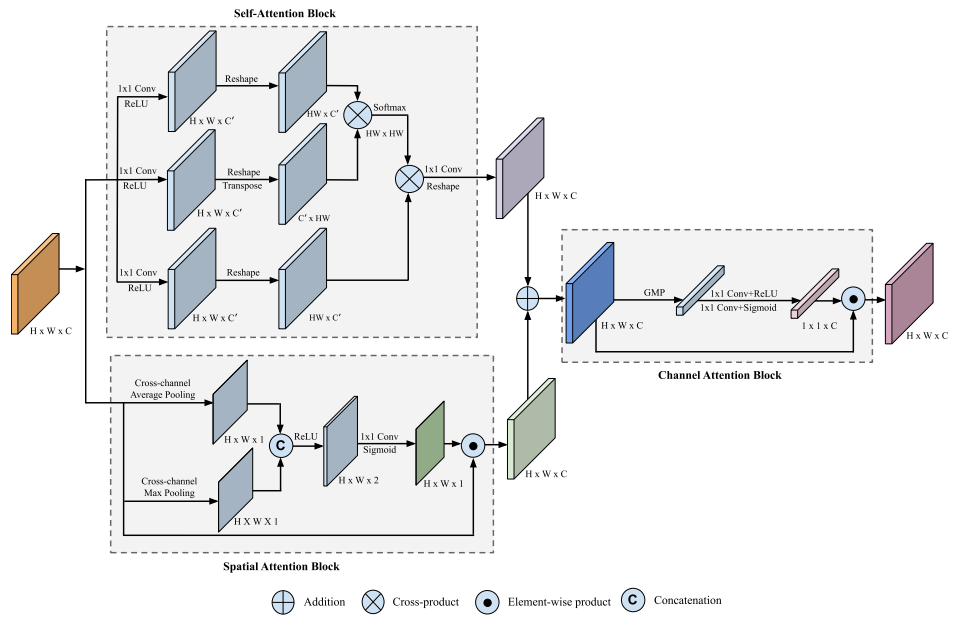 Self-Attention Block
1x1 Conv
ReLU
H x W x C′
Reshape
HW x C′
Softmax
HW x HW
1x1 Conv
ReLU
H x W x C′
Reshape
Transpose
C′ x HW
1x1 Conv
Reshape
H x W x C
1x1 Conv
ReLU
H x W x C′
Reshape
HW x C′
H x W x C
Cross-channel
Average Pooling
H x W x 1
Cross-channel
Max Pooling
H X W X 1
C
ReLU
H x W x 2
1x1 Conv
Sigmoid
H x W x 1
H x W x C
Spatial Attention Block
H x W x C
GMP
1x1 Conv+ReLU
1x1 Conv+Sigmoid
1 x 1 x C
H x W x C
Channel Attention Block
Addition
Cross-product
Element-wise product
C
Concatenation